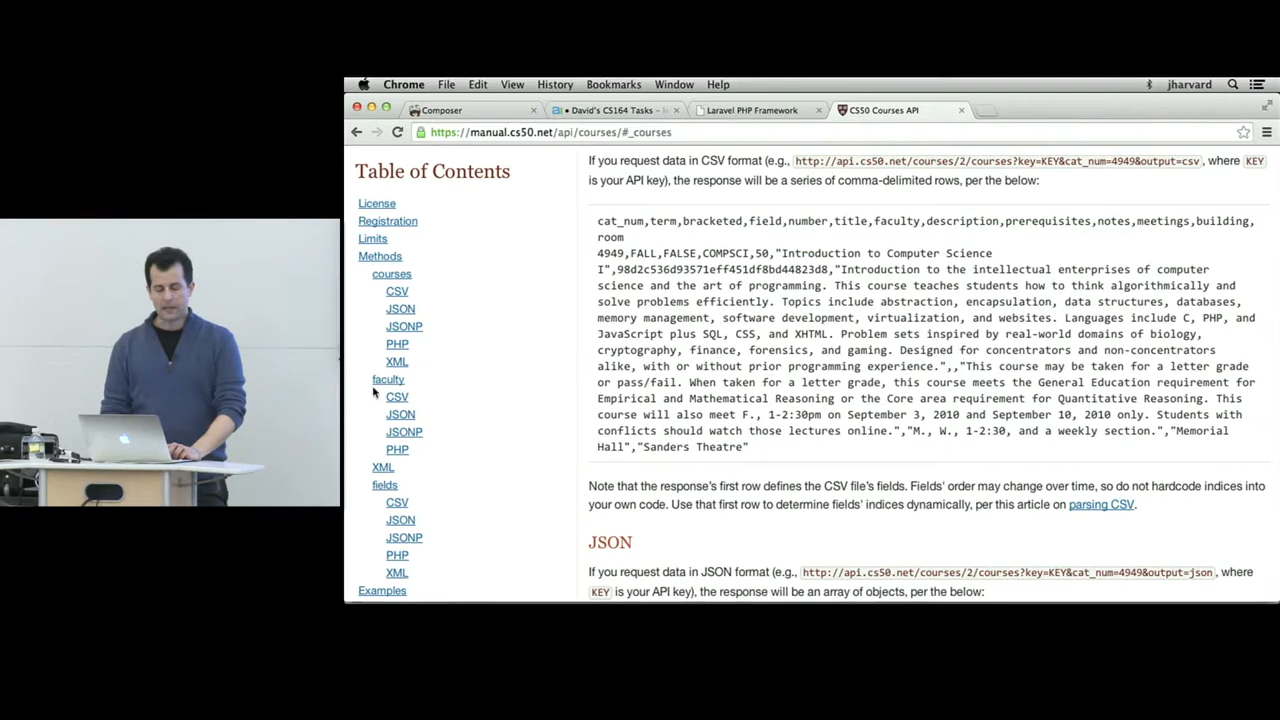 Chrome File Edit View History Bookmarks Window Help jharvard
Composer
David's CS164 Tasks –
Laravel PHP Framework
CS50 Courses API
https://manual.cs50.net/api/courses/#_courses
Table of Contents
License
Registration
Limits
Methods
courses
CSV
JSON
JSONP
PHP
XML
faculty
CSV
JSON
JSONP
PHP
XML
fields
CSV
JSON
JSONP
PHP
XML
Examples
If you request data in CSV format (e.g., http://api.cs50.net/courses/2/courses?key=KEY&cat_num=4949&output=csv, where KEY
is your API key), the response will be a series of comma-delimited rows, per the below:
cat_num,term,bracketed,field,number,title,faculty,description,prerequisites,notes,meetings,building,
room
4949,FALL,FALSE,COMPSCI,50,"Introduction to Computer Science
I",98d2c536d93571eff451df8bd44823d8,"Introduction to the intellectual enterprises of computer
science and the art of programming. This course teaches students how to think algorithmically and
solve problems efficiently. Topics include abstraction, encapsulation, data structures, databases,
memory management, software development, virtualization, and websites. Languages include C, PHP, and
JavaScript plus SQL, CSS, and XHTML. Problem sets inspired by real-world domains of biology,
cryptography, finance, forensics, and gaming. Designed for concentrators and non-concentrators
alike, with or without prior programming experience.",,"This course may be taken for a letter grade
or pass/fail. When taken for a letter grade, this course meets the General Education requirement for
Empirical and Mathematical Reasoning or the Core area requirement for Quantitative Reasoning. This
course will also meet F., 1-2:30pm on September 3, 2010 and September 10, 2010 only. Students with
conflicts should watch those lectures online.","M., W., 1-2:30, and a weekly section.","Memorial
Hall","Sanders Theatre"
Note that the response's first row defines the CSV file's fields. Fields' order may change over time, so do not hardcode indices into
your own code. Use that first row to determine fields' indices dynamically, per this article on parsing CSV.
JSON
If you request data in JSON format (e.g., http://api.cs50.net/courses/2/courses?key=KEY&cat_num=4949&output=json, where
KEY is your API key), the response will be an array of objects, per the below: